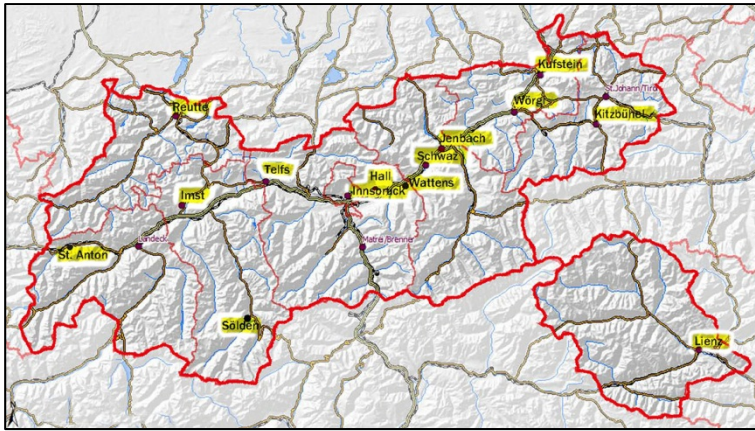 Kufstein
St.Johann/Tirol
Reutte
Wörgl
Kitzbühel
Jenbach
Schwaz
Telfs
Hall
Wattens
Imst
Innsbruck
St. Anton
Landeck
Matrei/Brenner
Sölden
Lienz